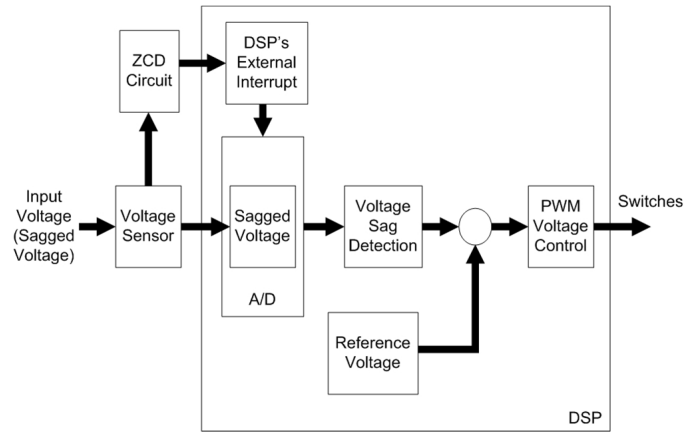 ZCD
Circuit
DSP's
External
Interrupt
Input
Voltage
(Sagged
Voltage)
Voltage
Sensor
Sagged
Voltage
A/D
Voltage
Sag
Detection
PWM
Voltage
Control
Switches
Reference
Voltage
DSP